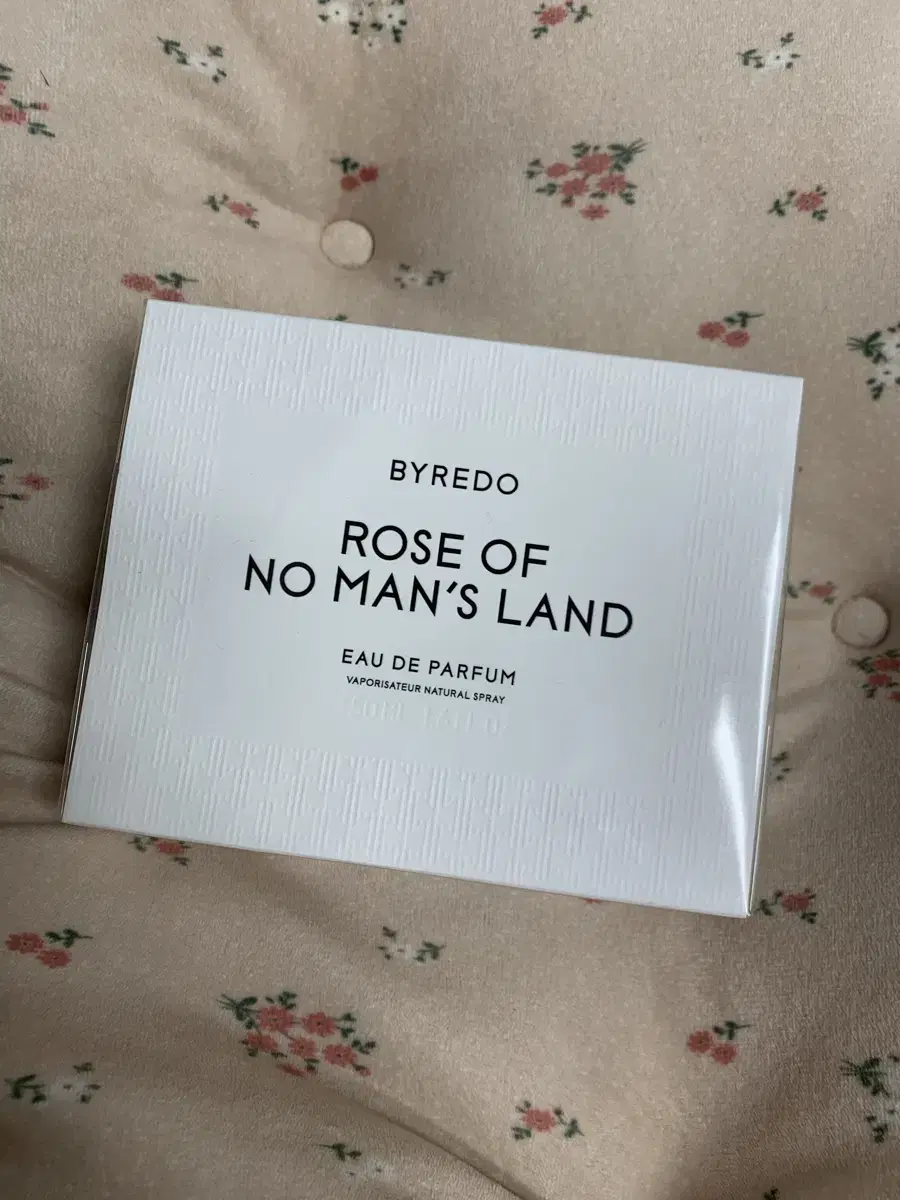 BYREDO
ROSE OF
NO MAN'S LAND
EAU DE PARFUM
VAPORISATEUR NATURAL SPRAY